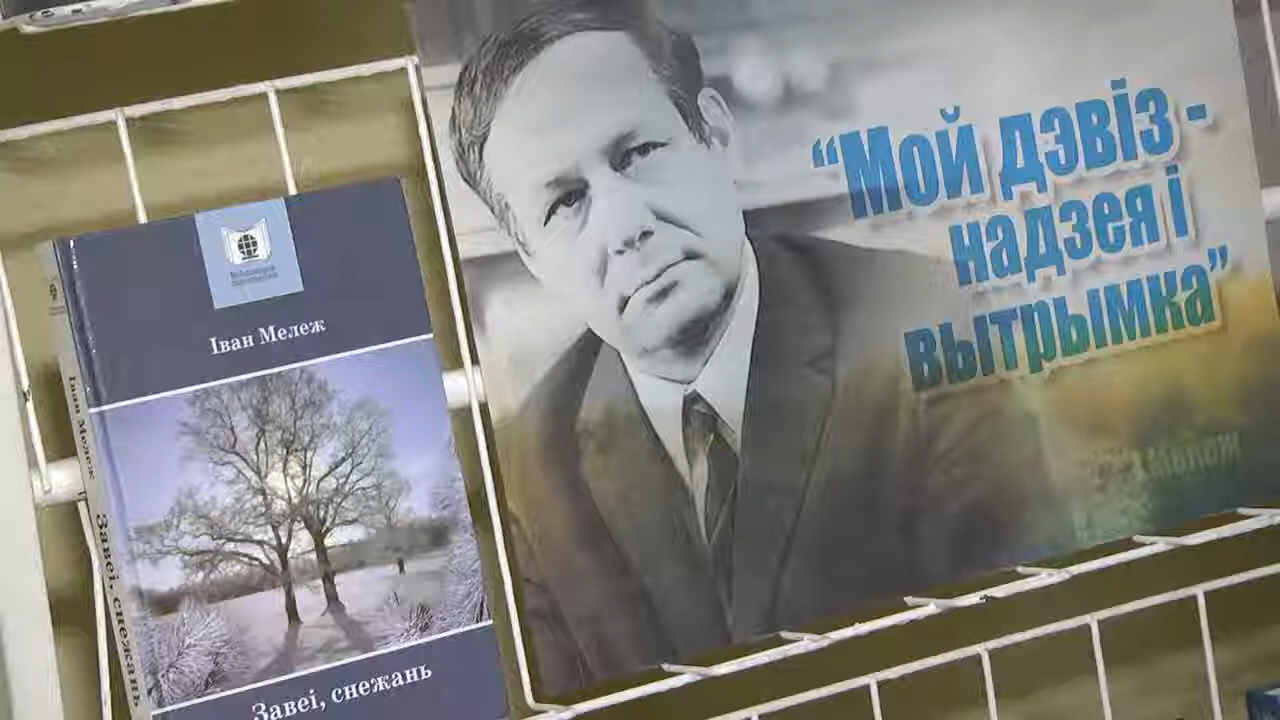 Іван Мележ
Завеі, снежань
Іван Мележ
Завеі, снежань
“Мой дэвіз -
надзея і
вытрымка”